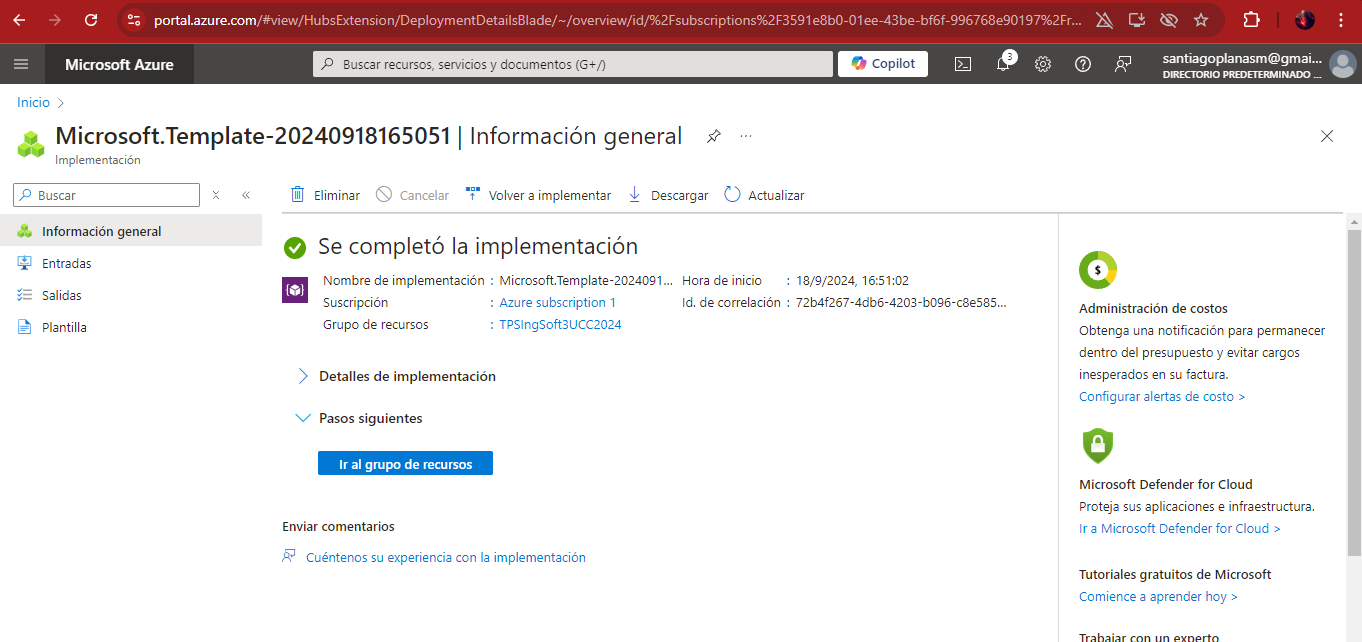 portal.azure.com/#view/HubsExtension/DeploymentDetailsBlade/~/overview/id/%2Fsubscriptions%2F3591e8b0-01ee-43be-bf6f-996768e90197%2Fr...
Microsoft Azure
Buscar recursos, servicios y documentos (G+/)
Copilot
3
santiagoplanasm@gmai...
DIRECTORIO PREDETERMINADO ...
Inicio >
Microsoft.Template-20240918165051 | Información general
Implementación
Buscar
Eliminar
Cancelar
Volver a implementar
Descargar
Actualizar
Información general
Entradas
Salidas
Plantilla
Se completó la implementación
Nombre de implementación : Microsoft.Template-2024091... Hora de inicio : 18/9/2024, 16:51:02
Suscripción : Azure subscription 1 Id. de correlación : 72b4f267-4db6-4203-b096-c8e585...
Grupo de recursos : TPSIngSoft3UCC2024
Detalles de implementación
Pasos siguientes
Ir al grupo de recursos
Enviar comentarios
Cuéntenos su experiencia con la implementación
$
Administración de costos
Obtenga una notificación para permanecer
dentro del presupuesto y evitar cargos
inesperados en su factura.
Configurar alertas de costo >
Microsoft Defender for Cloud
Proteja sus aplicaciones e infraestructura.
Ir a Microsoft Defender for Cloud >
Tutoriales gratuitos de Microsoft
Comience a aprender hoy >
Trabajar con un experto